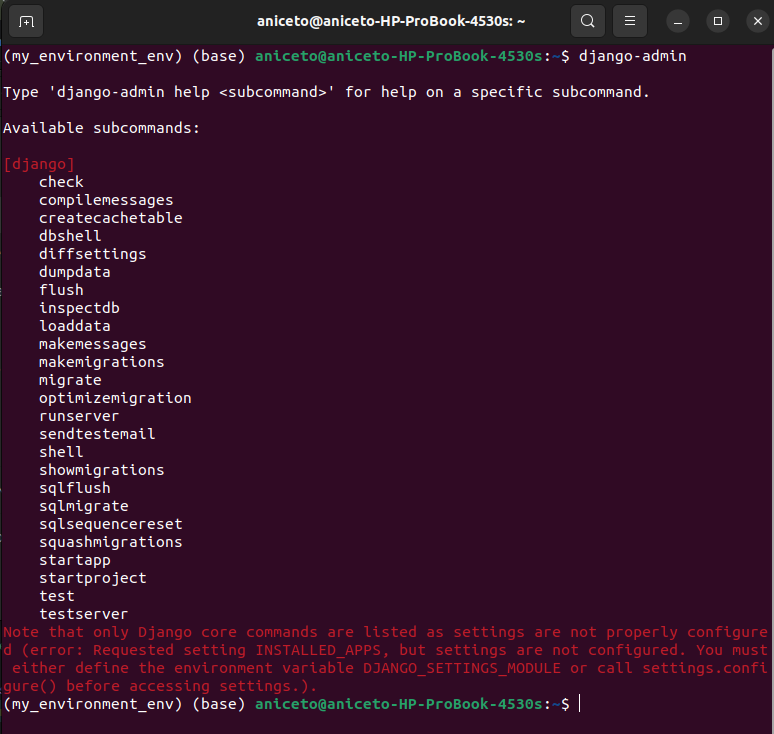 aniceto@aniceto-HP-ProBook-4530s: ~
(my_environment_env) (base) aniceto@aniceto-HP-ProBook-4530s:~$ django-admin
Type 'django-admin help <subcommand>' for help on a specific subcommand.
Available subcommands:
[django]
    check
    compilemessages
    createcachetable
    dbshell
    diffsettings
    dumpdata
    flush
    inspectdb
    loaddata
    makemessages
    makemigrations
    migrate
    optimizemigration
    runserver
    sendtestemail
    shell
    showmigrations
    sqlflush
    sqlmigrate
    sqlsequencereset
    squashmigrations
    startapp
    startproject
    test
    testserver
Note that only Django core commands are listed as settings are not properly configure
d (error: Requested setting INSTALLED_APPS, but settings are not configured. You must
 either define the environment variable DJANGO_SETTINGS_MODULE or call settings.confi
gure() before accessing settings.).
(my_environment_env) (base) aniceto@aniceto-HP-ProBook-4530s:~$